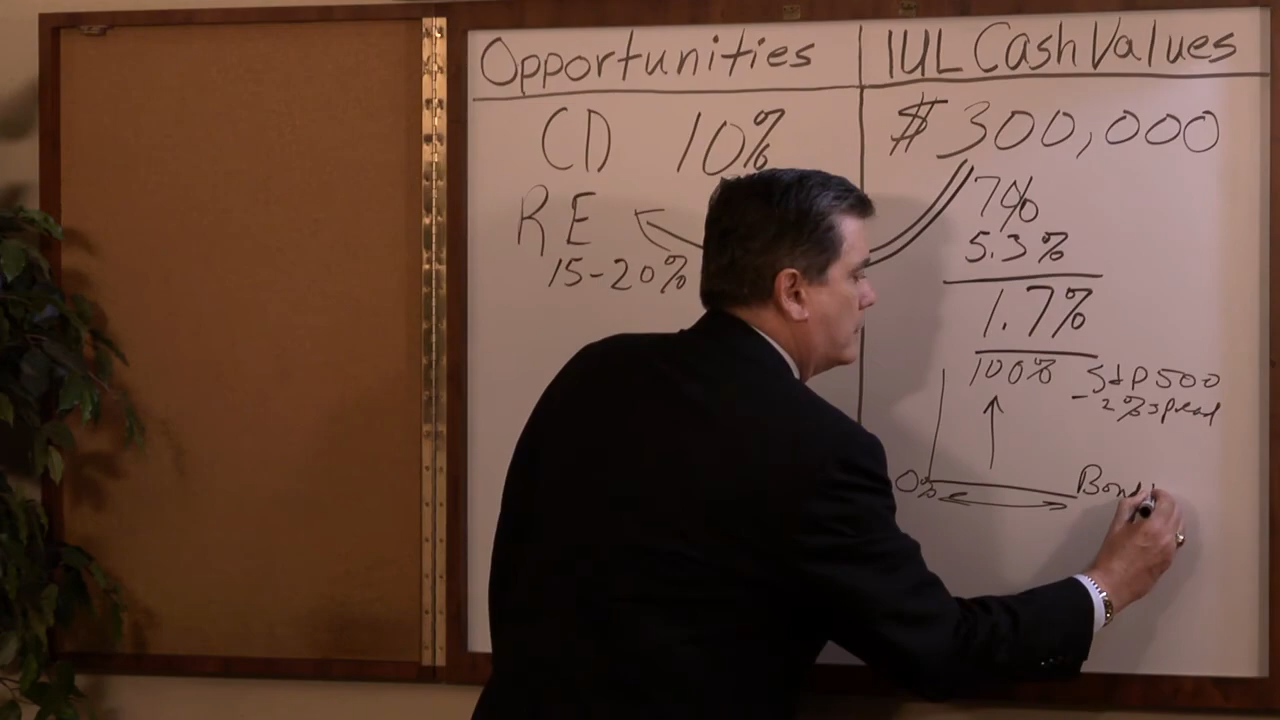 Opportunities
CD 10%
RE
15-20%
IUL Cash Values
$300,000
7%
5.3%
1.7%
100% S&P 500
-2% spread
0%